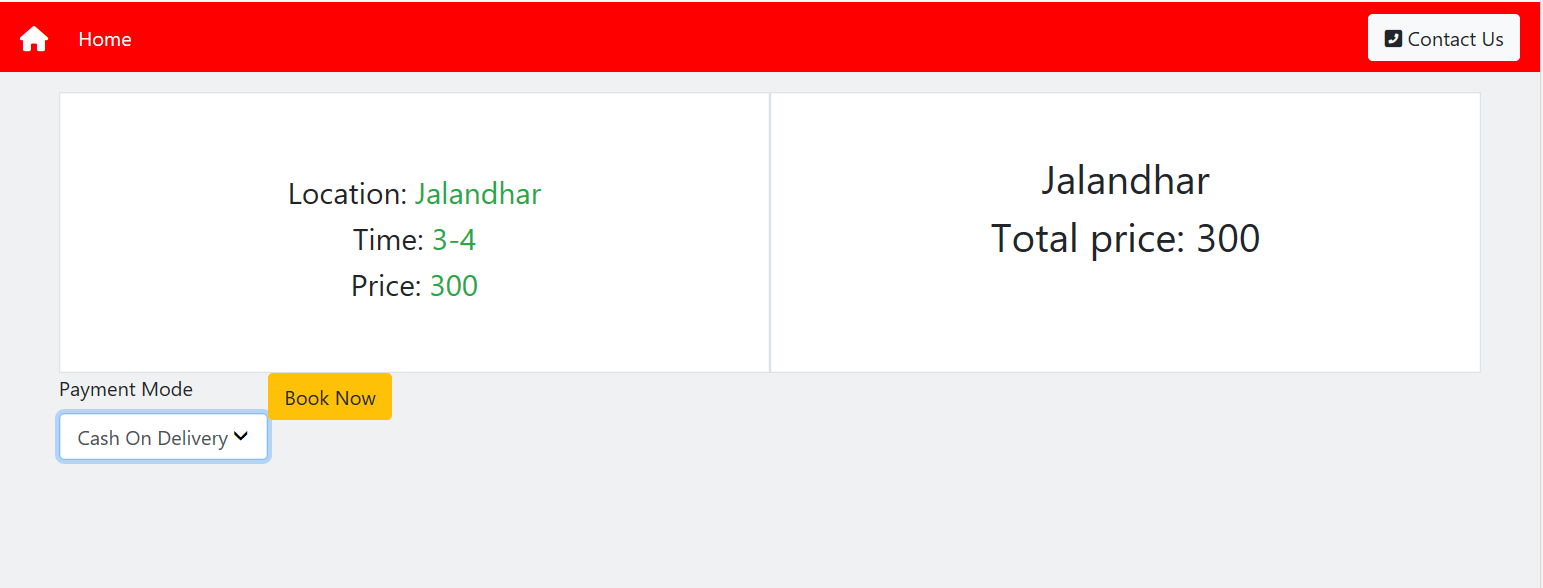 Home
Contact Us
Location: Jalandhar
Time: 3-4
Price: 300
Jalandhar
Total price: 300
Payment Mode
Book Now
Cash On Delivery